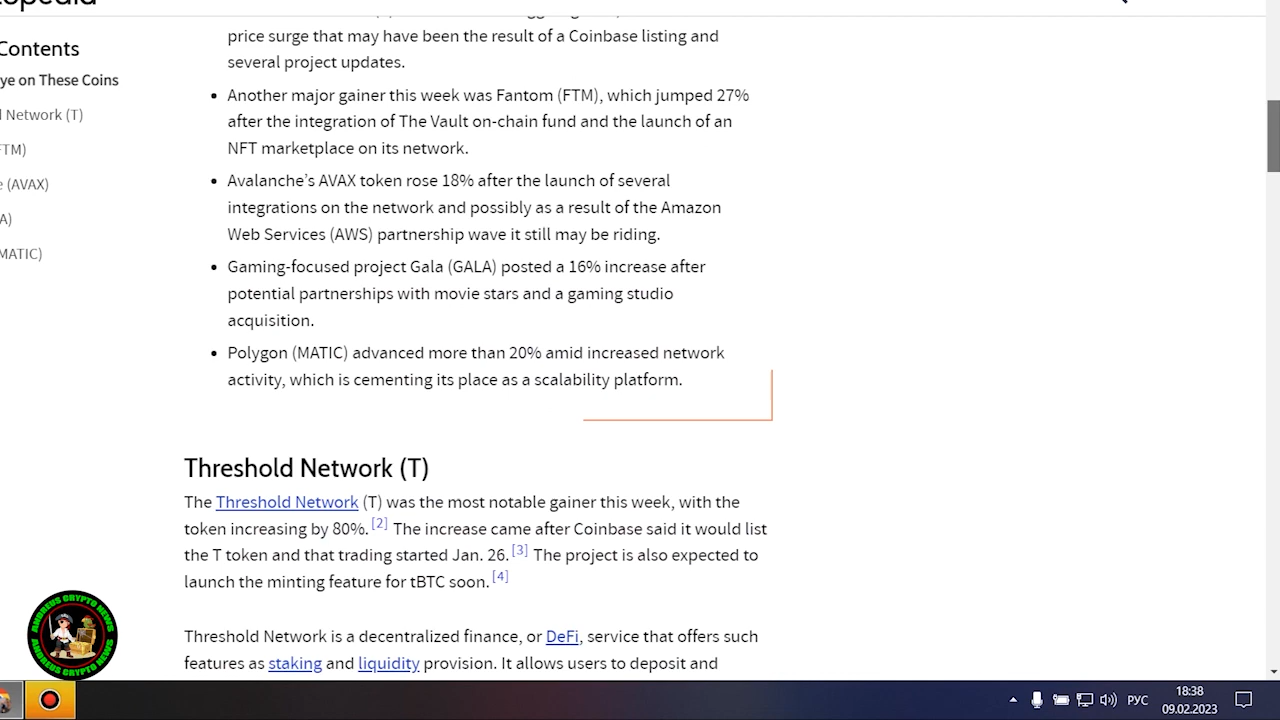 Contents
ye on These Coins
l Network (T)
FTM)
e (AVAX)
A)
MATIC)
price surge that may have been the result of a Coinbase listing and
several project updates.
• Another major gainer this week was Fantom (FTM), which jumped 27%
after the integration of The Vault on-chain fund and the launch of an
NFT marketplace on its network.
• Avalanche’s AVAX token rose 18% after the launch of several
integrations on the network and possibly as a result of the Amazon
Web Services (AWS) partnership wave it still may be riding.
• Gaming-focused project Gala (GALA) posted a 16% increase after
potential partnerships with movie stars and a gaming studio
acquisition.
• Polygon (MATIC) advanced more than 20% amid increased network
activity, which is cementing its place as a scalability platform.
Threshold Network (T)
The Threshold Network (T) was the most notable gainer this week, with the
token increasing by 80%.[2] The increase came after Coinbase said it would list
the T token and that trading started Jan. 26.[3] The project is also expected to
launch the minting feature for tBTC soon.[4]
Threshold Network is a decentralized finance, or DeFi, service that offers such
features as staking and liquidity provision. It allows users to deposit and
ANDREUS CRYPTO NEWS
ANDREUS CRYPTO NEWS
РУС
18:38
09.02.2023